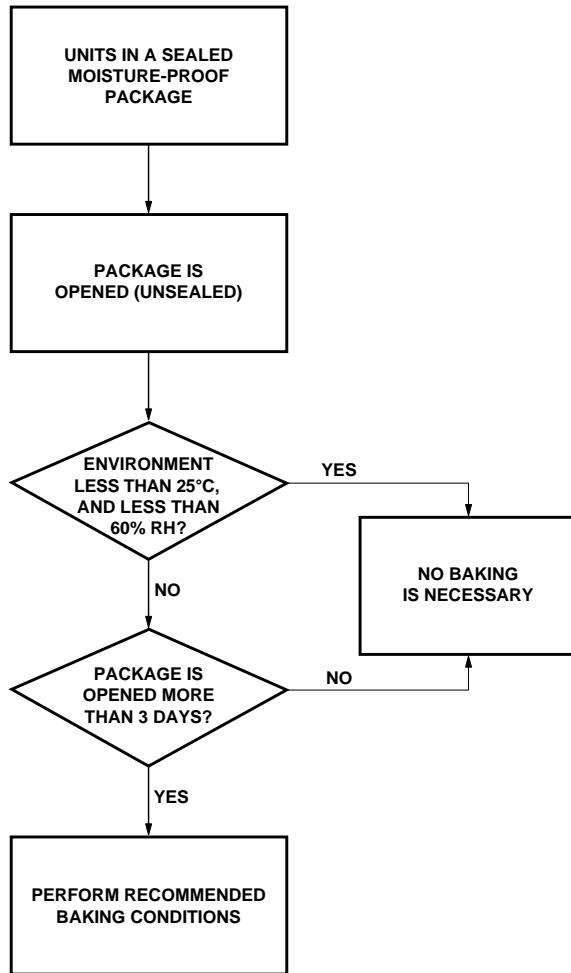 UNITS IN A SEALED
MOISTURE-PROOF
PACKAGE
PACKAGE IS
OPENED (UNSEALED)
ENVIRONMENT
LESS THAN 25°C,
AND LESS THAN
60% RH?
YES
NO BAKING
IS NECESSARY
NO
PACKAGE IS
OPENED MORE
THAN 3 DAYS?
NO
YES
PERFORM RECOMMENDED
BAKING CONDITIONS